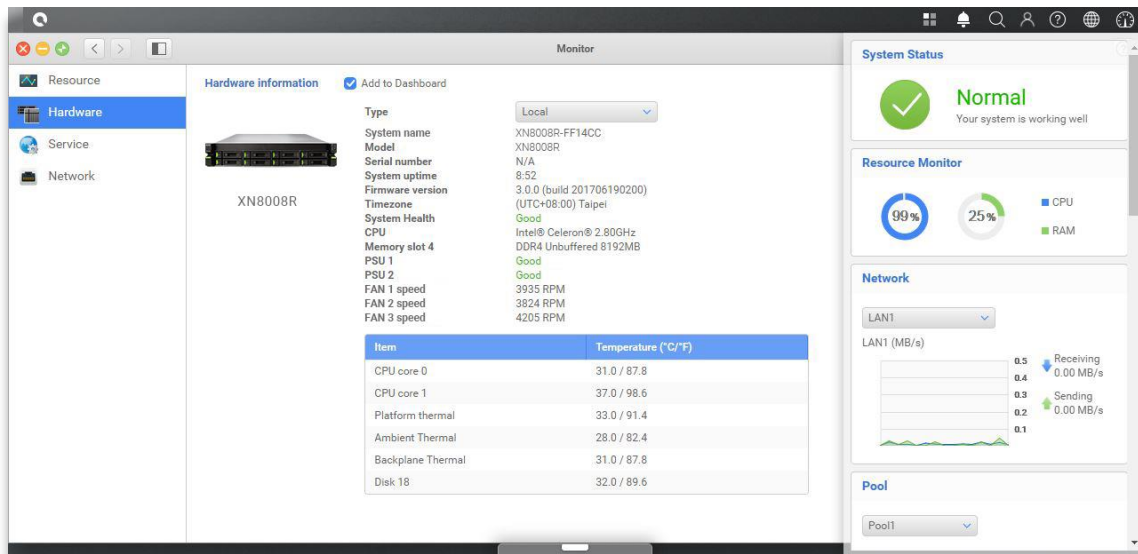 Monitor
Resource
Hardware
Service
Network
Hardware information
Add to Dashboard
XN8008R
Type Local
System name XN8008R-FF14CC
Model XN8008R
Serial number N/A
System uptime 8:52
Firmware version 3.0.0 (build 201706190200)
Timezone (UTC+08:00) Taipei
System Health Good
CPU Intel® Celeron® 2.80GHz
Memory slot 4 DDR4 Unbuffered 8192MB
PSU 1 Good
PSU 2 Good
FAN 1 speed 3935 RPM
FAN 2 speed 3824 RPM
FAN 3 speed 4205 RPM
Item Temperature (°C/°F)
CPU core 0 31.0 / 87.8
CPU core 1 37.0 / 98.6
Platform thermal 33.0 / 91.4
Ambient Thermal 28.0 / 82.4
Backplane Thermal 31.0 / 87.8
Disk 18 32.0 / 89.6
System Status
Normal
Your system is working well
Resource Monitor
99%
25%
CPU
RAM
Network
LAN1
LAN1 (MB/s)
0.5
0.4
0.3
0.2
0.1
Receiving
0.00 MB/s
Sending
0.00 MB/s
Pool
Pool1